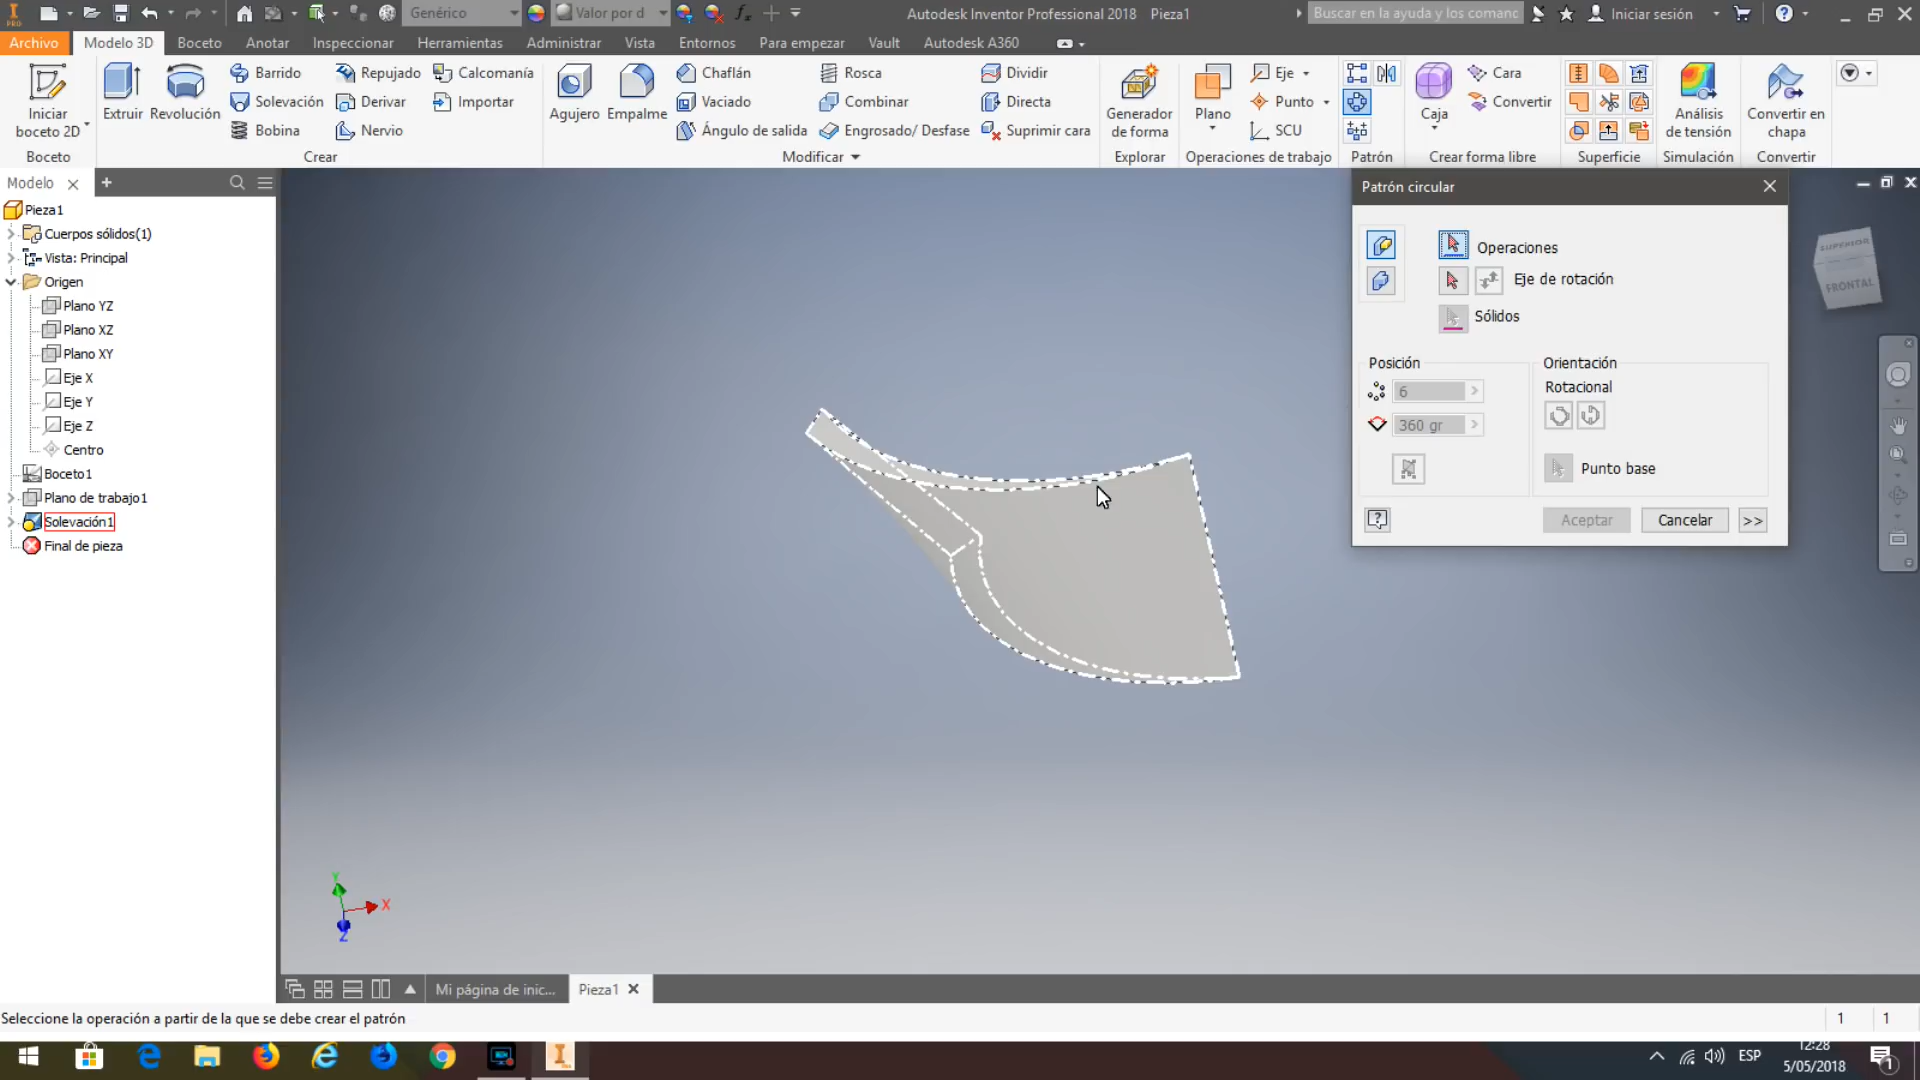 Genérico
Valor por d
Autodesk Inventor Professional 2018 Pieza1
Buscar en la ayuda y los comanc
Iniciar sesión
PRO
Archivo
Modelo 3D
Boceto
Anotar
Inspeccionar
Herramientas
Administrar
Vista
Entornos
Para empezar
Vault
Autodesk A360
Iniciar
boceto 2D
Extruir
Revolución
Barrido
Solevación
Bobina
Repujado
Derivar
Nervio
Calcomanía
Importar
Agujero
Empalme
Chaflán
Vaciado
Ángulo de salida
Rosca
Combinar
Engrosado/ Desfase
Dividir
Directa
Suprimir cara
Generador
de forma
Plano
Eje
Punto
SCU
Caja
Cara
Convertir
Análisis
de tensión
Convertir en
chapa
Boceto
Crear
Modificar
Explorar
Operaciones de trabajo
Patrón
Crear forma libre
Superficie
Simulación
Convertir
Modelo
Pieza1
Cuerpos sólidos(1)
Vista: Principal
Origen
Plano YZ
Plano XZ
Plano XY
Eje X
Eje Y
Eje Z
Centro
Boceto1
Plano de trabajo1
Solevación1
Final de pieza
Patrón circular
Operaciones
Eje de rotación
Sólidos
Posición
6
360 gr
Orientación
Rotacional
Punto base
Aceptar
Cancelar
>>
SUPERIOR
FRONTAL
Y
X
Z
Mi página de inic...
Pieza1
Seleccione la operación a partir de la que se debe crear el patrón
1
1
ESP
12:28
5/05/2018
1